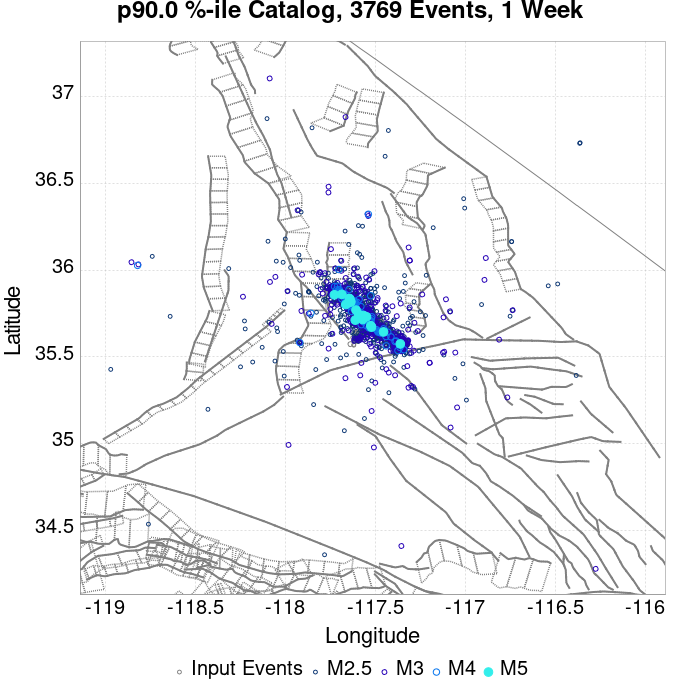 p90.0 %-ile Catalog, 3769 Events, 1 Week
37
36.5
36
35.5
35
34.5
Latitude
-119 -118.5 -118 -117.5 -117 -116.5 -116
Longitude
Input Events M2.5 M3 M4 M5